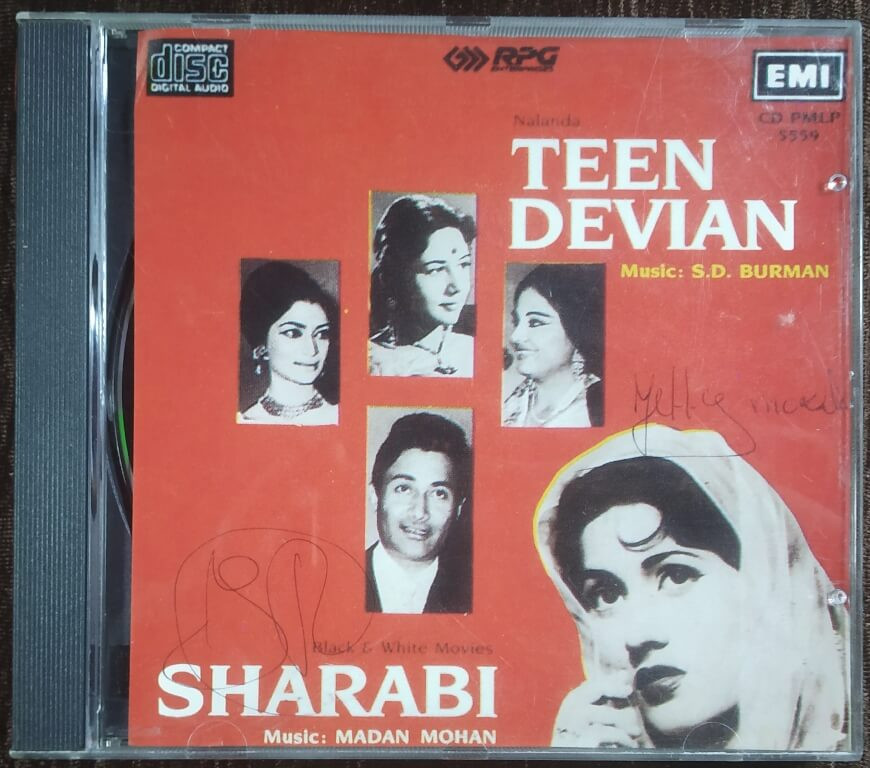 COMPACT
disc
DIGITAL AUDIO
RPG
ENTERPRISES
EMI
CD PMLP
5559
Nalanda
TEEN
DEVIAN
Music: S.D. BURMAN
Black & White Movies
SHARABI
Music: MADAN MOHAN